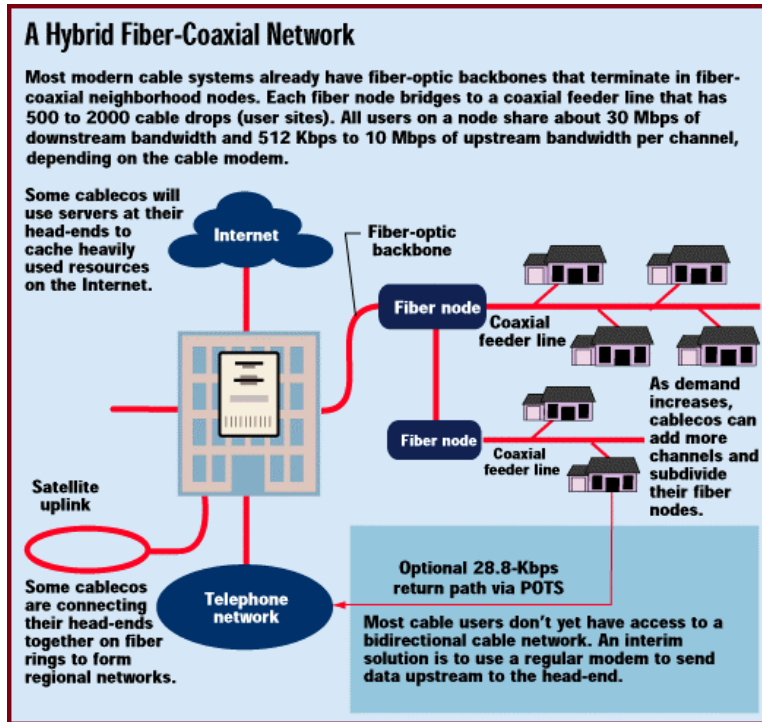 A Hybrid Fiber-Coaxial Network
Most modern cable systems already have fiber-optic backbones that terminate in fiber-
coaxial neighborhood nodes. Each fiber node bridges to a coaxial feeder line that has
500 to 2000 cable drops (user sites). All users on a node share about 30 Mbps of
downstream bandwidth and 512 Kbps to 10 Mbps of upstream bandwidth per channel,
depending on the cable modem.
Some cablecos will
use servers at their
head-ends to
cache heavily
used resources
on the Internet.
Internet
Fiber-optic
backbone
Fiber node
Coaxial
feeder line
Fiber node
Coaxial
feeder line
As demand
increases,
cablecos can
add more
channels and
subdivide
their fiber
nodes.
Satellite
uplink
Some cablecos
are connecting
their head-ends
together on fiber
rings to form
regional networks.
Telephone
network
Optional 28.8-Kbps
return path via POTS
Most cable users don't yet have access to a
bidirectional cable network. An interim
solution is to use a regular modem to send
data upstream to the head-end.